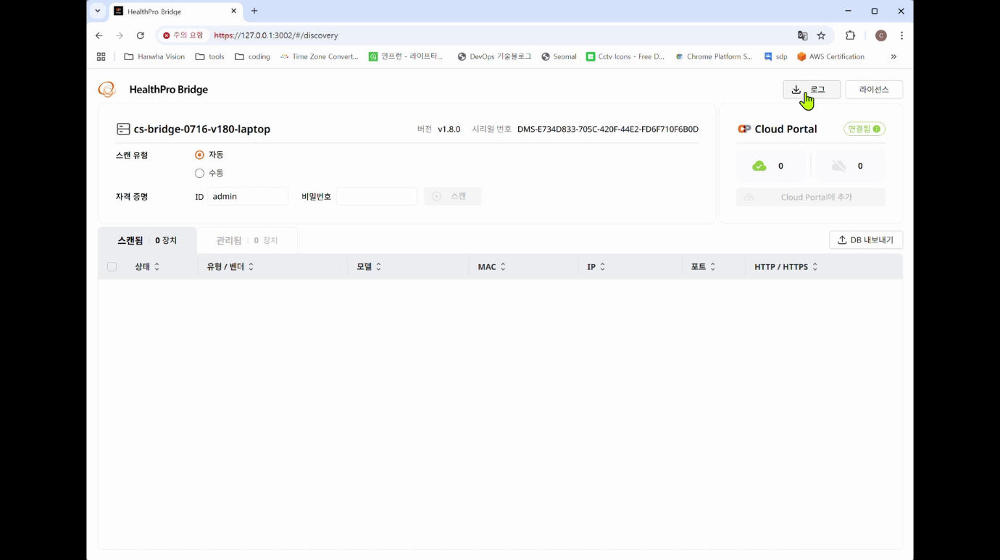 HealthPro Bridge
주의 요함 https://127.0.0.1:3002/#/discovery C
Hanwha Vision tools coding Time Zone Convert... 인프런 - 라이프타... DevOps 기술블로그 Seomal Cctv Icons - Free D... Chrome Platform S... sdp AWS Certification
HealthPro Bridge 로그 라이선스
cs-bridge-0716-v180-laptop 버전 v1.8.0 시리얼 번호 DMS-E734D833-705C-420F-44E2-FD6F710F6B0D
Cloud Portal 연결됨
스캔 유형 자동
수동
0 0
자격 증명 ID admin 비밀번호 스캔
Cloud Portal에 추가
스캔됨 0 장치 관리됨 0 장치 DB 내보내기
상태 유형 / 벤더 모델 MAC IP 포트 HTTP / HTTPS